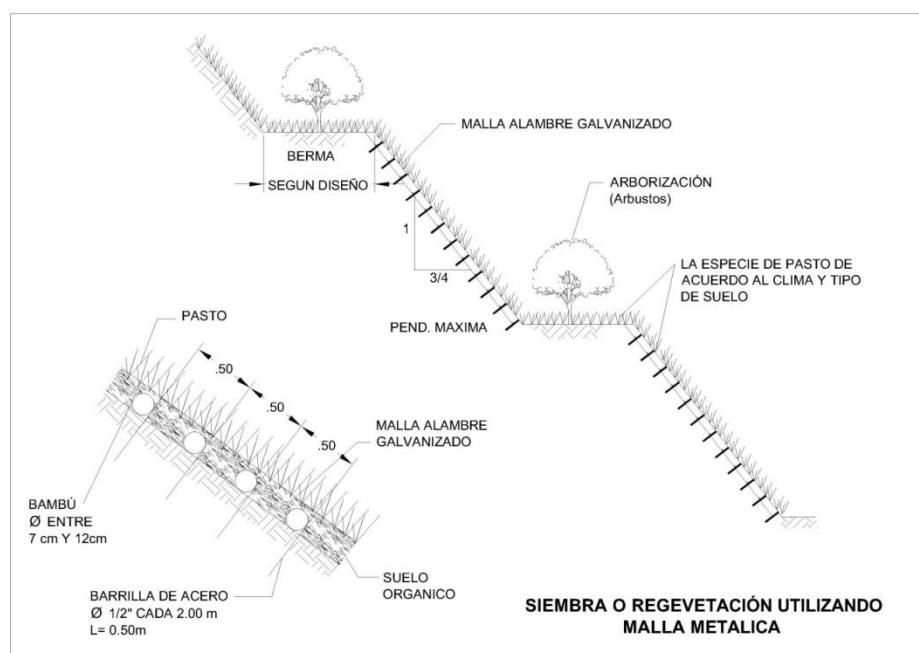 MALLA ALAMBRE GALVANIZADO
BERMA
SEGUN DISEÑO
ARBORIZACIÓN
(Arbustos)
1
3/4
LA ESPECIE DE PASTO DE
ACUERDO AL CLIMA Y TIPO
DE SUELO
PEND. MAXIMA
PASTO
.50
.50
.50
MALLA ALAMBRE
GALVANIZADO
BAMBÚ
Ø ENTRE
7 cm Y 12cm
SUELO
ORGANICO
BARRILLA DE ACERO
Ø 1/2" CADA 2.00 m
L= 0.50m
SIEMBRA O REGEVETACIÓN UTILIZANDO
MALLA METALICA